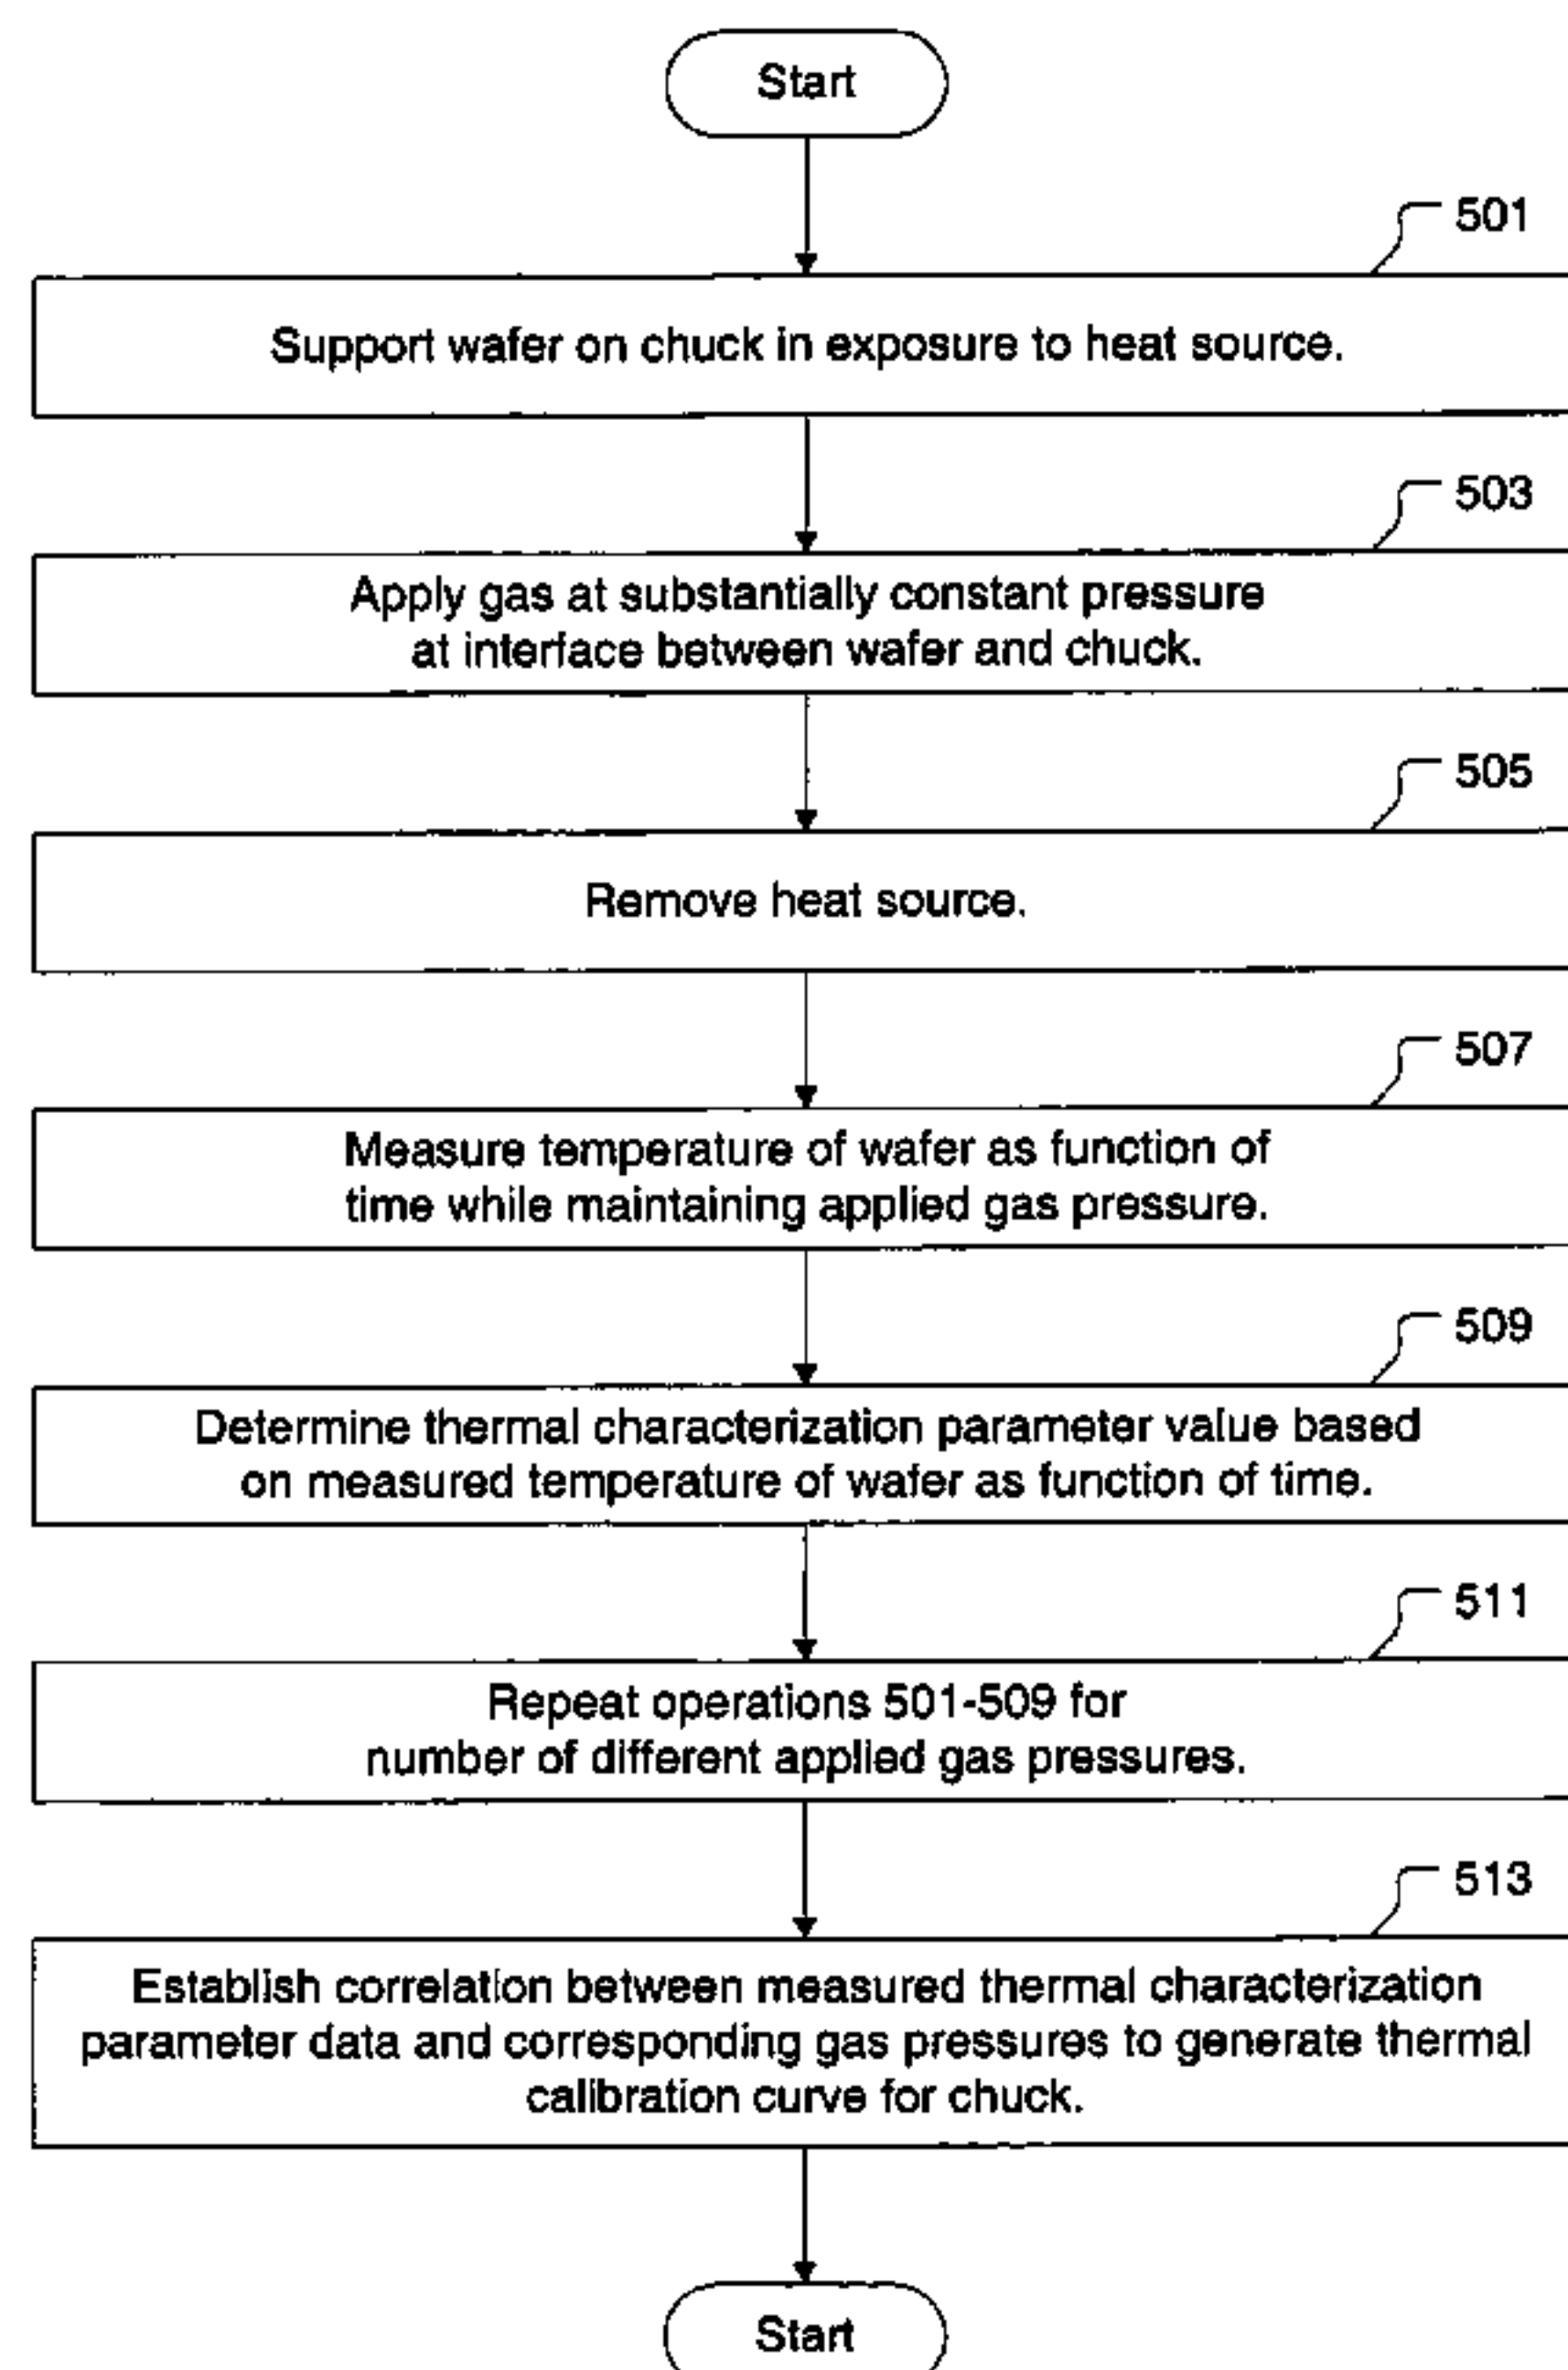 Start
501
Support wafer on chuck in exposure to heat source.
503
Apply gas at substantially constant pressure
at interface between wafer and chuck.
505
Remove heat source.
507
Measure temperature of wafer as function of
time while maintaining applied gas pressure.
509
Determine thermal characterization parameter value based
on measured temperature of wafer as function of time.
511
Repeat operations 501-509 for
number of different applied gas pressures.
513
Establish correlation between measured thermal characterization
parameter data and corresponding gas pressures to generate thermal
calibration curve for chuck.
Start